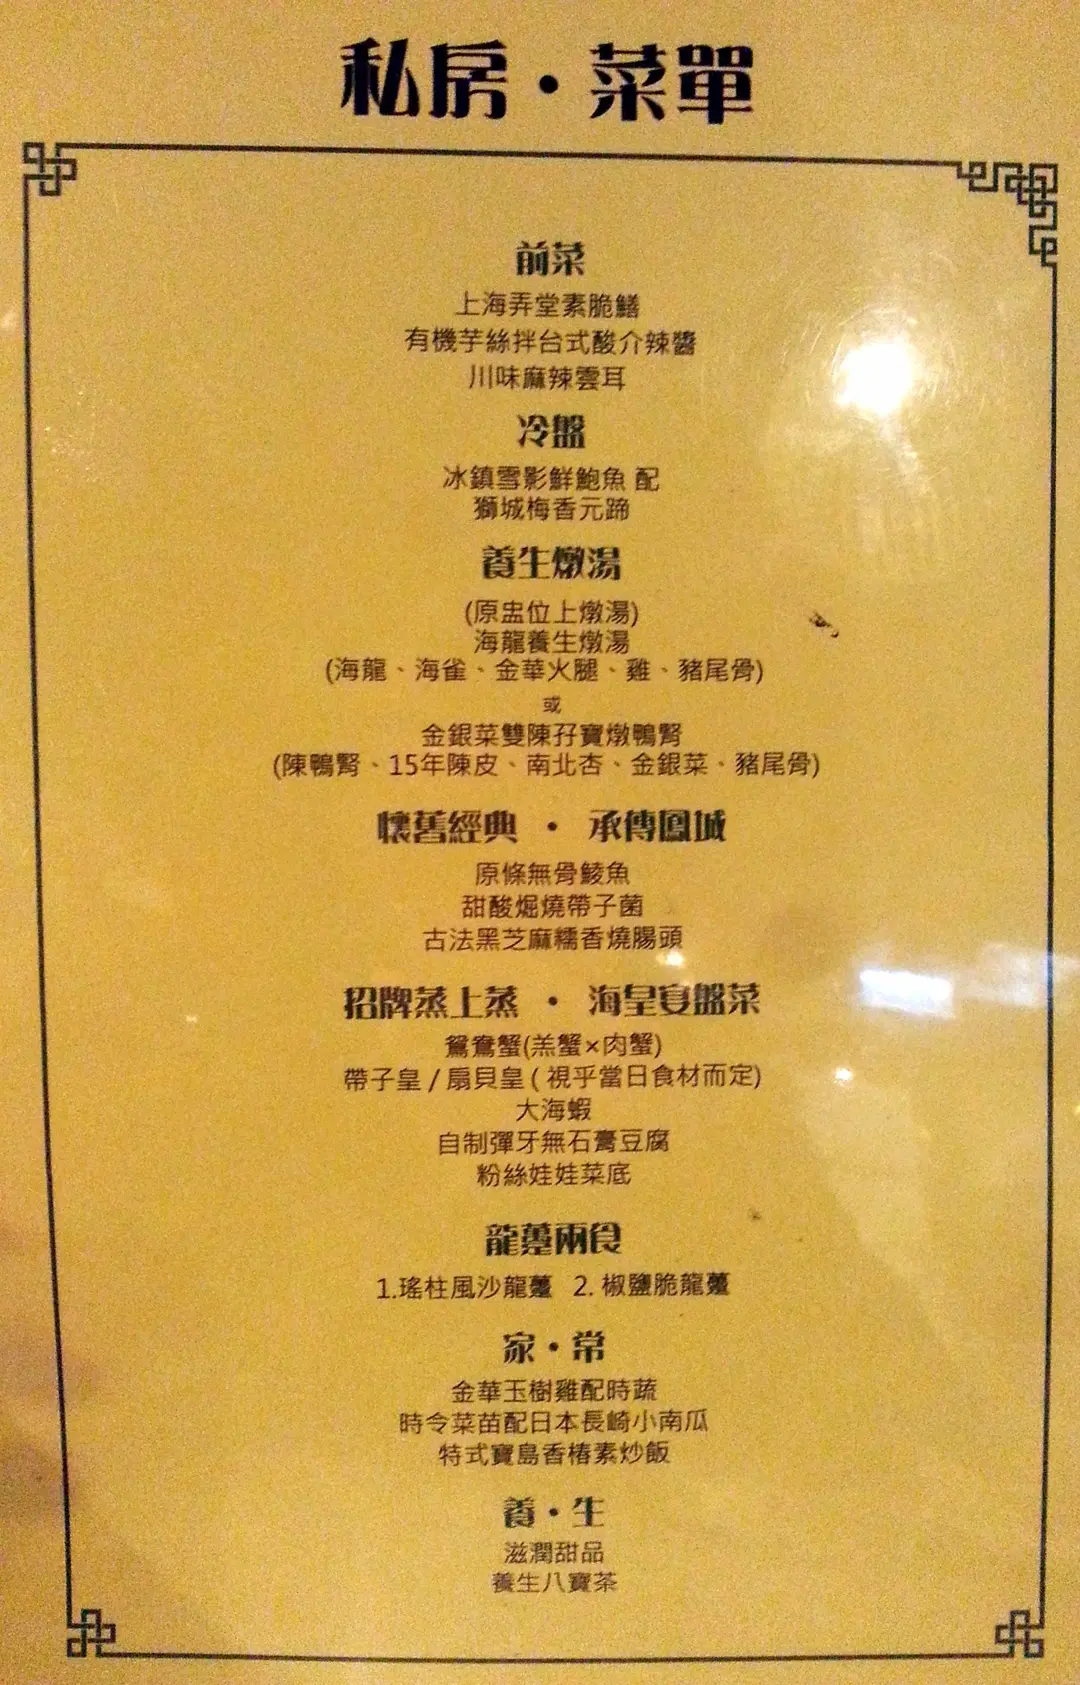 私房・菜單
前菜
上海弄堂素脆鱔
有機芋絲拌台式酸介辣醬
川味麻辣雲耳
冷盤
冰鎮雪影鮮鮑魚 配
獅城梅香元蹄
養生燉湯
(原盅位上燉湯)
海龍養生燉湯
(海龍、海雀、金華火腿、雞、豬尾骨)
或
金銀菜雙陳孖寶燉鴨腎
(陳鴨腎、15年陳皮、南北杏、金銀菜、豬尾骨)
懷舊經典 ・ 承傳鳳城
原條無骨鯪魚
甜酸焗燒帶子菌
古法黑芝麻糯香燒腸頭
招牌蒸上蒸 ・ 海皇宴盤菜
鴛鴦蟹(羔蟹×肉蟹)
帶子皇 / 扇貝皇 ( 視乎當日食材而定)
大海蝦
自制彈牙無石膏豆腐
粉絲娃娃菜底
龍躉兩食
1.瑤柱風沙龍躉 2. 椒鹽脆龍躉
家・常
金華玉樹雞配時蔬
時令菜苗配日本長崎小南瓜
特式寶島香椿素炒飯
養・生
滋潤甜品
養生八寶茶